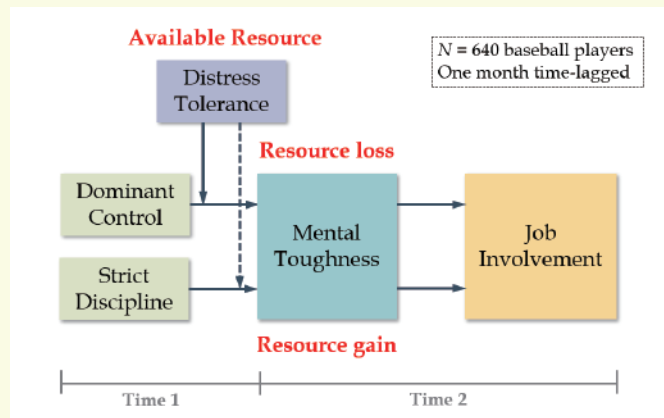 Available Resource
N = 640 baseball players
One month time-lagged
Distress
Tolerance
Resource loss
Dominant
Control
Mental
Toughness
Job
Involvement
Strict
Discipline
Resource gain
Time 1
Time 2